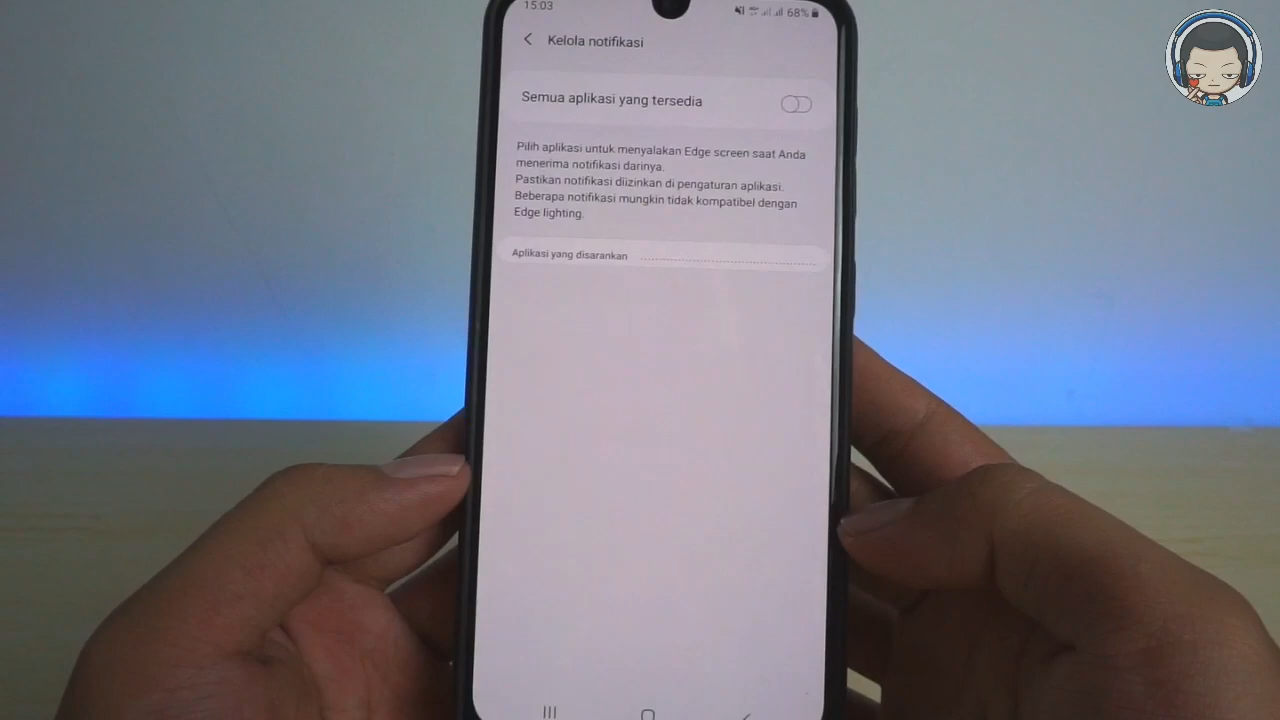 15:03
68%
Kelola notifikasi
Semua aplikasi yang tersedia
Pilih aplikasi untuk menyalakan Edge screen saat Anda
menerima notifikasi darinya.
Pastikan notifikasi diizinkan di pengaturan aplikasi.
Beberapa notifikasi mungkin tidak kompatibel dengan
Edge lighting.
Aplikasi yang disarankan